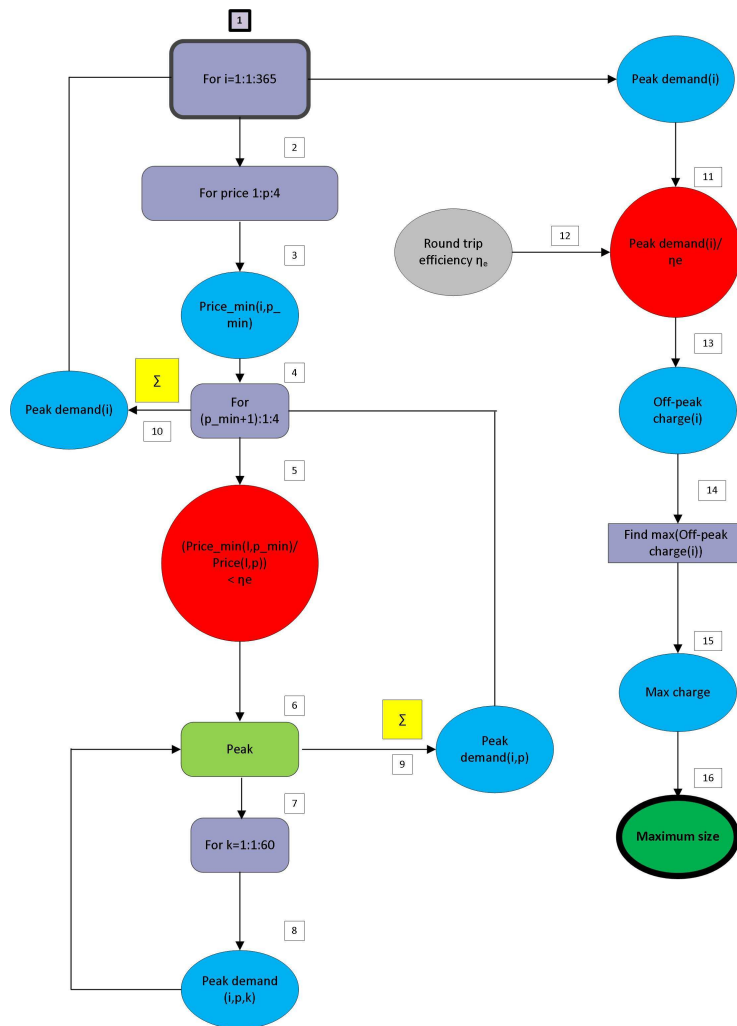 1
For i=1:1:365
Peak demand(i)
2
11
For price 1:p:4
12
Round trip
efficiency ηe
Peak demand(i)/
ηe
3
Price_min(i,p_
min)
13
4
Σ
For
(p_min+1):1:4
Peak demand(i)
10
Off-peak
charge(i)
5
14
(Price_min(I,p_min)/
Price(I,p))
< ηe
Find max(Off-peak
charge(i))
15
6
Σ
Max charge
Peak
9
Peak
demand(i,p)
16
7
For k=1:1:60
Maximum size
8
Peak demand
(i,p,k)